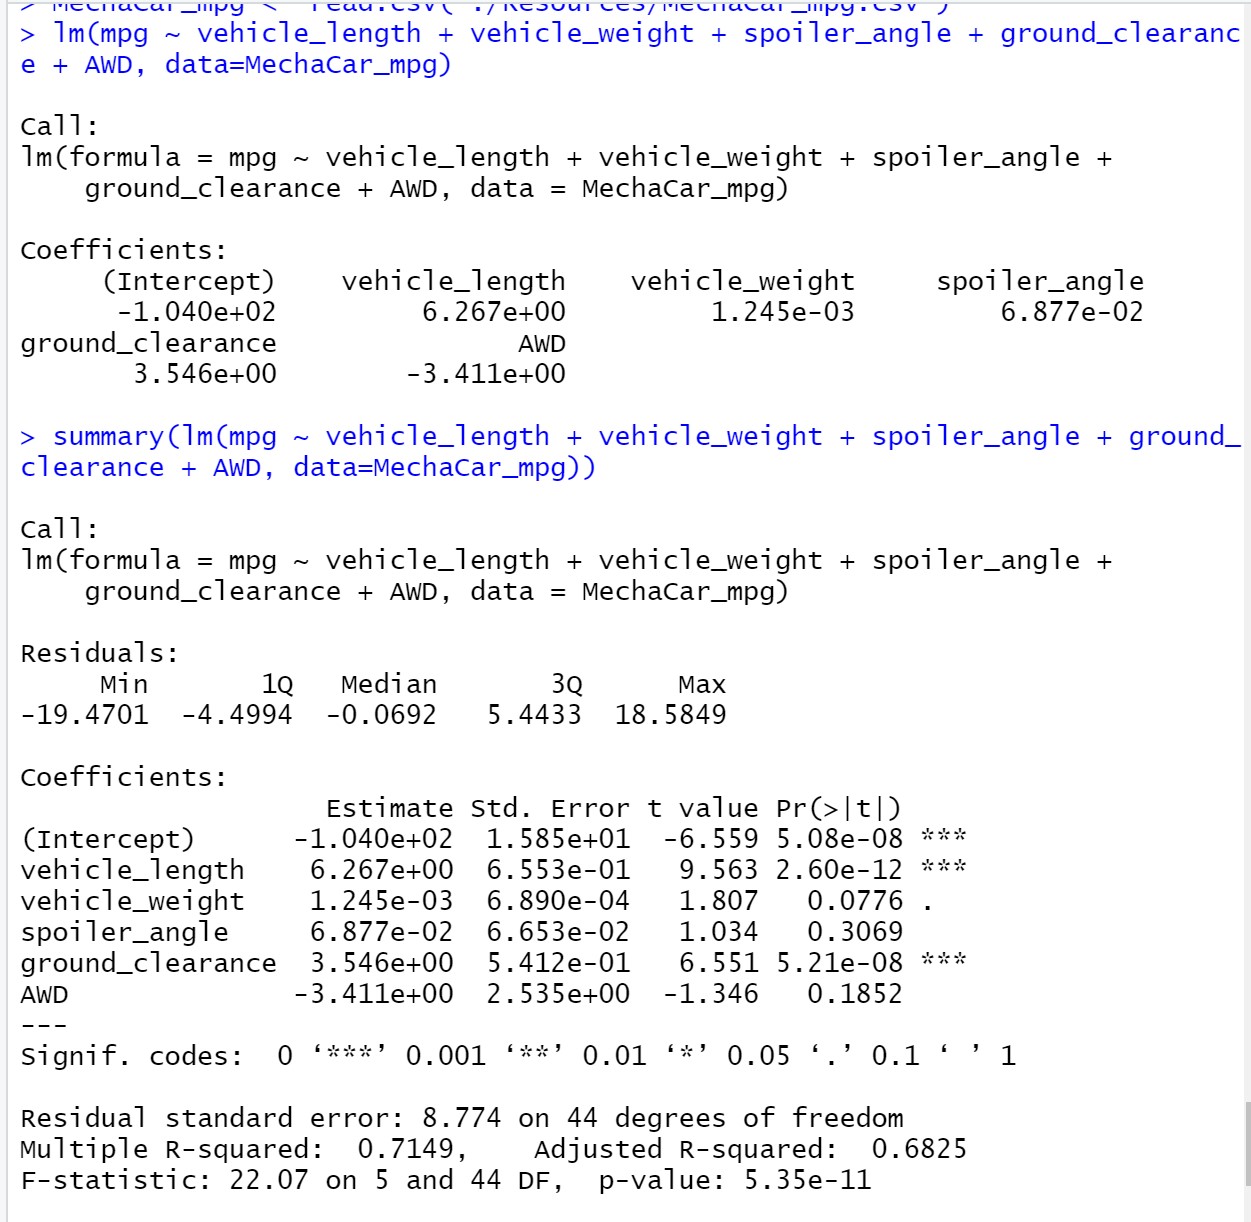 > MechaCar_mpg < read.csv('./Resources/MechaCar_mpg.csv')
> lm(mpg ~ vehicle_length + vehicle_weight + spoiler_angle + ground_clearanc
e + AWD, data=MechaCar_mpg)
Call:
lm(formula = mpg ~ vehicle_length + vehicle_weight + spoiler_angle +
    ground_clearance + AWD, data = MechaCar_mpg)
Coefficients:
     (Intercept)    vehicle_length    vehicle_weight     spoiler_angle
      -1.040e+02         6.267e+00         1.245e-03         6.877e-02
ground_clearance               AWD
       3.546e+00        -3.411e+00
> summary(lm(mpg ~ vehicle_length + vehicle_weight + spoiler_angle + ground_
clearance + AWD, data=MechaCar_mpg))
Call:
lm(formula = mpg ~ vehicle_length + vehicle_weight + spoiler_angle +
    ground_clearance + AWD, data = MechaCar_mpg)
Residuals:
     Min       1Q   Median       3Q      Max
-19.4701  -4.4994  -0.0692   5.4433  18.5849
Coefficients:
                   Estimate Std. Error t value Pr(>|t|)
(Intercept)      -1.040e+02  1.585e+01  -6.559 5.08e-08 ***
vehicle_length    6.267e+00  6.553e-01   9.563 2.60e-12 ***
vehicle_weight    1.245e-03  6.890e-04   1.807   0.0776 .
spoiler_angle     6.877e-02  6.653e-02   1.034   0.3069
ground_clearance  3.546e+00  5.412e-01   6.551 5.21e-08 ***
AWD              -3.411e+00  2.535e+00  -1.346   0.1852
---
Signif. codes:  0 ‘***’ 0.001 ‘**’ 0.01 ‘*’ 0.05 ‘.’ 0.1 ‘ ’ 1
Residual standard error: 8.774 on 44 degrees of freedom
Multiple R-squared:  0.7149,    Adjusted R-squared:  0.6825
F-statistic: 22.07 on 5 and 44 DF,  p-value: 5.35e-11